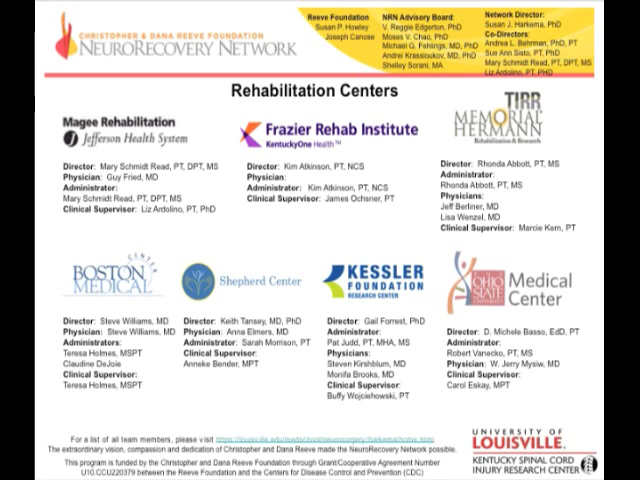 CHRISTOPHER & DANA REEVE FOUNDATION
NEURORECOVERY NETWORK
Reeve Foundation
Susan P. Howley
Joseph Canose
NRN Advisory Board:
V. Reggie Edgerton, PhD
Moses V. Chao, PhD
Michael G. Fehlings, MD, PhD
Andrei Krassioukov, MD, PhD
Shelley Sorani, MA
Network Director:
Susan J. Harkema, PhD
Co-Directors:
Andrea L. Behrman, PhD, PT
Sue Ann Sisto, PT, PhD
Mary Schmidt Read, PT, DPT, MS
Liz Ardolino, PT, PHD
Rehabilitation Centers
Magee Rehabilitation
Jefferson Health System
Director: Mary Schmidt Read, PT, DPT, MS
Physician: Guy Fried, MD
Administrator:
Mary Schmidt Read, PT, DPT, MS
Clinical Supervisor: Liz Ardolino, PT, PhD
Frazier Rehab Institute
KentuckyOne Health™
Director: Kim Atkinson, PT, NCS
Physician:
Administrator: Kim Atkinson, PT, NCS
Clinical Supervisor: James Ochsner, PT
TIRR
MEMORIAL
HERMANN
Rehabilitation & Research
Director: Rhonda Abbott, PT, MS
Administrator:
Rhonda Abbott, PT, MS
Physicians:
Jeff Berliner, MD
Lisa Wenzel, MD
Clinical Supervisor: Marcie Kern, PT
BOSTON
MEDICAL
CENTER
Director: Steve Williams, MD
Physician: Steve Williams, MD
Administrators:
Teresa Holmes, MSPT
Claudine DeJoie
Clinical Supervisor:
Teresa Holmes, MSPT
Shepherd Center
Director: Keith Tansey, MD, PhD
Physician: Anna Elmers, MD
Administrator: Sarah Morrison, PT
Clinical Supervisor:
Anneke Bender, MPT
KESSLER
FOUNDATION
RESEARCH CENTER
Director: Gail Forrest, PhD
Administrator:
Pat Judd, PT, MHA, MS
Physicians:
Steven Kirshblum, MD
Monifa Brooks, MD
Clinical Supervisor:
Buffy Wojciehowski, PT
OHIO
STATE
Medical
Center
Director: D. Michele Basso, EdD, PT
Administrator:
Robert Vanecko, PT, MS
Physician: W. Jerry Mysiw, MD
Clinical Supervisor:
Carol Eskay, MPT
For a list of all team members, please visit https://louisville.edu/medschool/neurosurgery/harkema/home.html
The extraordinary vision, compassion and dedication of Christopher and Dana Reeve made the NeuroRecovery Network possible.
This program is funded by the Christopher and Dana Reeve Foundation through Grant/Cooperative Agreement Number
U10.CCU220379 between the Reeve Foundation and the Centers for Disease Control and Prevention (CDC)
UNIVERSITY OF
LOUISVILLE.
KENTUCKY SPINAL CORD
INJURY RESEARCH CENTER